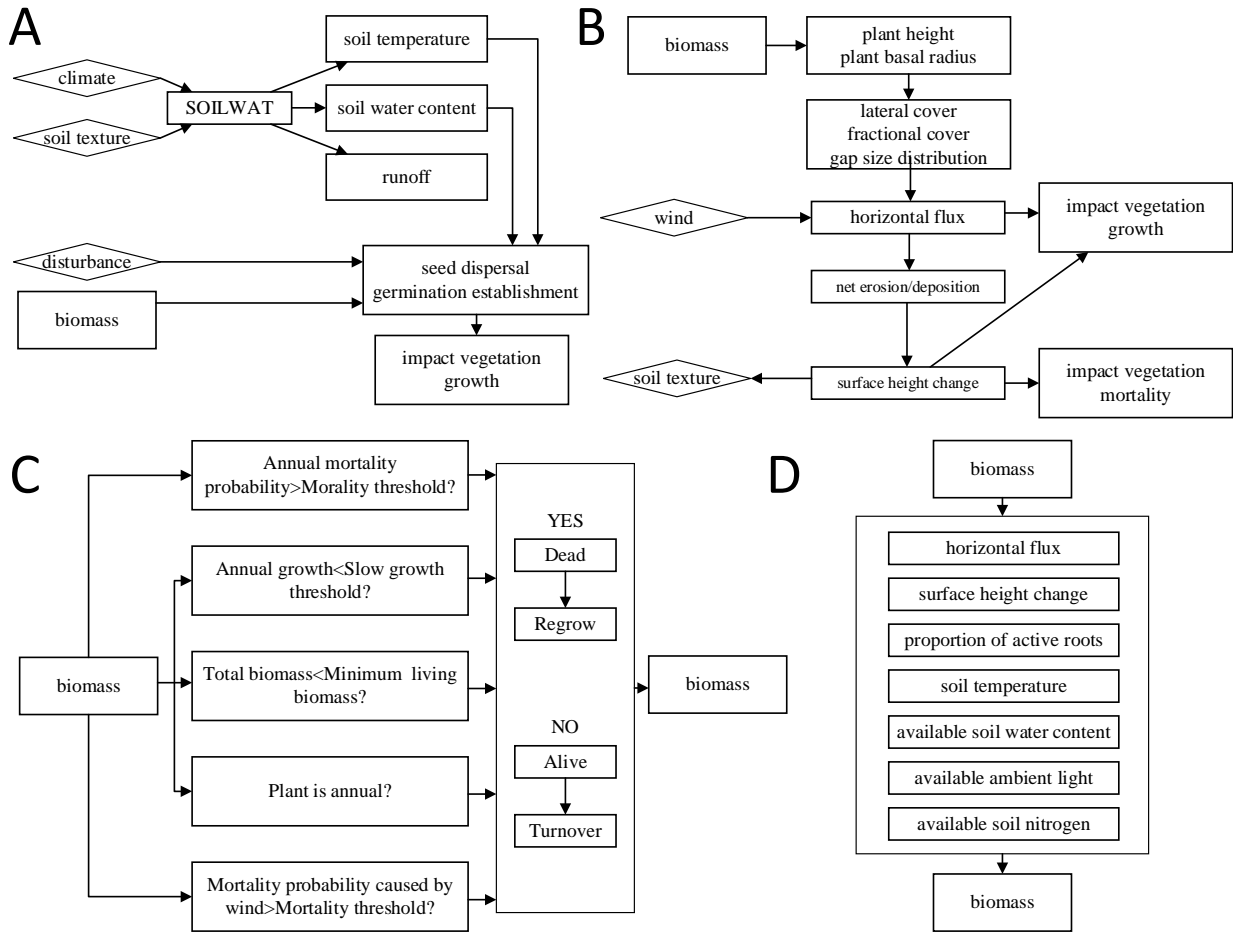 A
climate
soil texture
SOILWAT
soil temperature
soil water content
runoff
disturbance
biomass
seed dispersal
germination establishment
impact vegetation
growth
B
biomass
plant height
plant basal radius
lateral cover
fractional cover
gap size distribution
wind
horizontal flux
impact vegetation
growth
net erosion/deposition
soil texture
surface height change
impact vegetation
mortality
C
biomass
Annual mortality
probability>Morality threshold?
Annual growth<Slow growth
threshold?
Total biomass<Minimum living
biomass?
Plant is annual?
Mortality probability caused by
wind>Mortality threshold?
YES
Dead
Regrow
NO
Alive
Turnover
biomass
D
biomass
horizontal flux
surface height change
proportion of active roots
soil temperature
available soil water content
available ambient light
available soil nitrogen
biomass